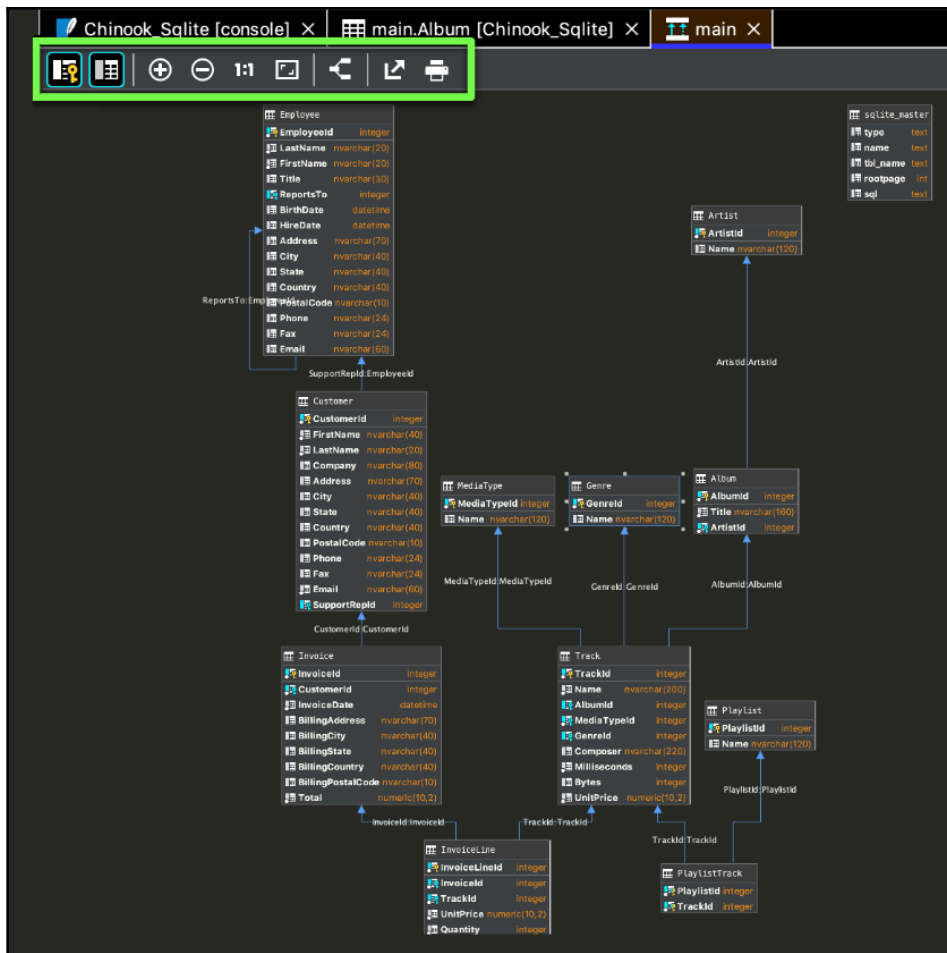 Chinook_Sqlite [console] × main.Album [Chinook_Sqlite] × main ×
1:1
Employee
EmployeeId integer
LastName nvarchar(20)
FirstName nvarchar(20)
Title nvarchar(30)
ReportsTo integer
BirthDate datetime
HireDate datetime
Address nvarchar(70)
City nvarchar(40)
State nvarchar(40)
Country nvarchar(40)
PostalCode nvarchar(10)
Phone nvarchar(24)
Fax nvarchar(24)
Email nvarchar(60)
ReportsTo:EmployeeId
sqlite_master
type text
name text
tbl_name text
rootpage int
sql text
Artist
ArtistId integer
Name nvarchar(120)
ArtistId:ArtistId
SupportRepId:EmployeeId
Customer
CustomerId integer
FirstName nvarchar(40)
LastName nvarchar(20)
Company nvarchar(80)
Address nvarchar(70)
City nvarchar(40)
State nvarchar(40)
Country nvarchar(40)
PostalCode nvarchar(10)
Phone nvarchar(24)
Fax nvarchar(24)
Email nvarchar(60)
SupportRepId integer
MediaType
MediaTypeId integer
Name nvarchar(120)
Genre
GenreId integer
Name nvarchar(120)
Album
AlbumId integer
Title nvarchar(160)
ArtistId integer
MediaTypeId:MediaTypeId
GenreId:GenreId
AlbumId:AlbumId
CustomerId:CustomerId
Invoice
InvoiceId integer
CustomerId integer
InvoiceDate datetime
BillingAddress nvarchar(70)
BillingCity nvarchar(40)
BillingState nvarchar(40)
BillingCountry nvarchar(40)
BillingPostalCode nvarchar(10)
Total numeric(10,2)
Track
TrackId integer
Name nvarchar(200)
AlbumId integer
MediaTypeId integer
GenreId integer
Composer nvarchar(220)
Milliseconds integer
Bytes integer
UnitPrice numeric(10,2)
Playlist
PlaylistId integer
Name nvarchar(120)
PlaylistId:PlaylistId
InvoiceId:InvoiceId
TrackId:TrackId
TrackId:TrackId
InvoiceLine
InvoiceLineId integer
InvoiceId integer
TrackId integer
UnitPrice numeric(10,2)
Quantity integer
PlaylistTrack
PlaylistId integer
TrackId integer